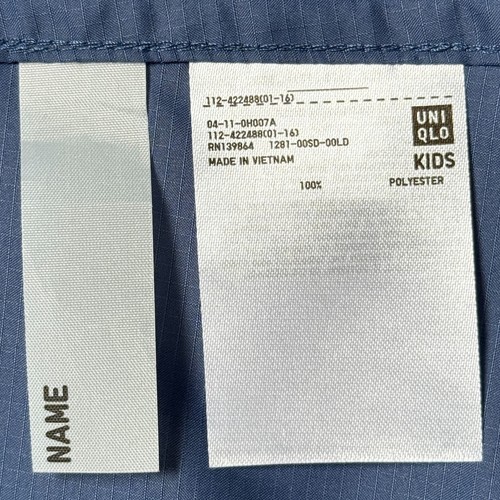 112-422488(01-16)
04-11-0H007A
112-422488(01-16)
RN139864 1281-00SD-00LD
MADE IN VIETNAM
UNI
QLO
KIDS
100% POLYESTER
NAME